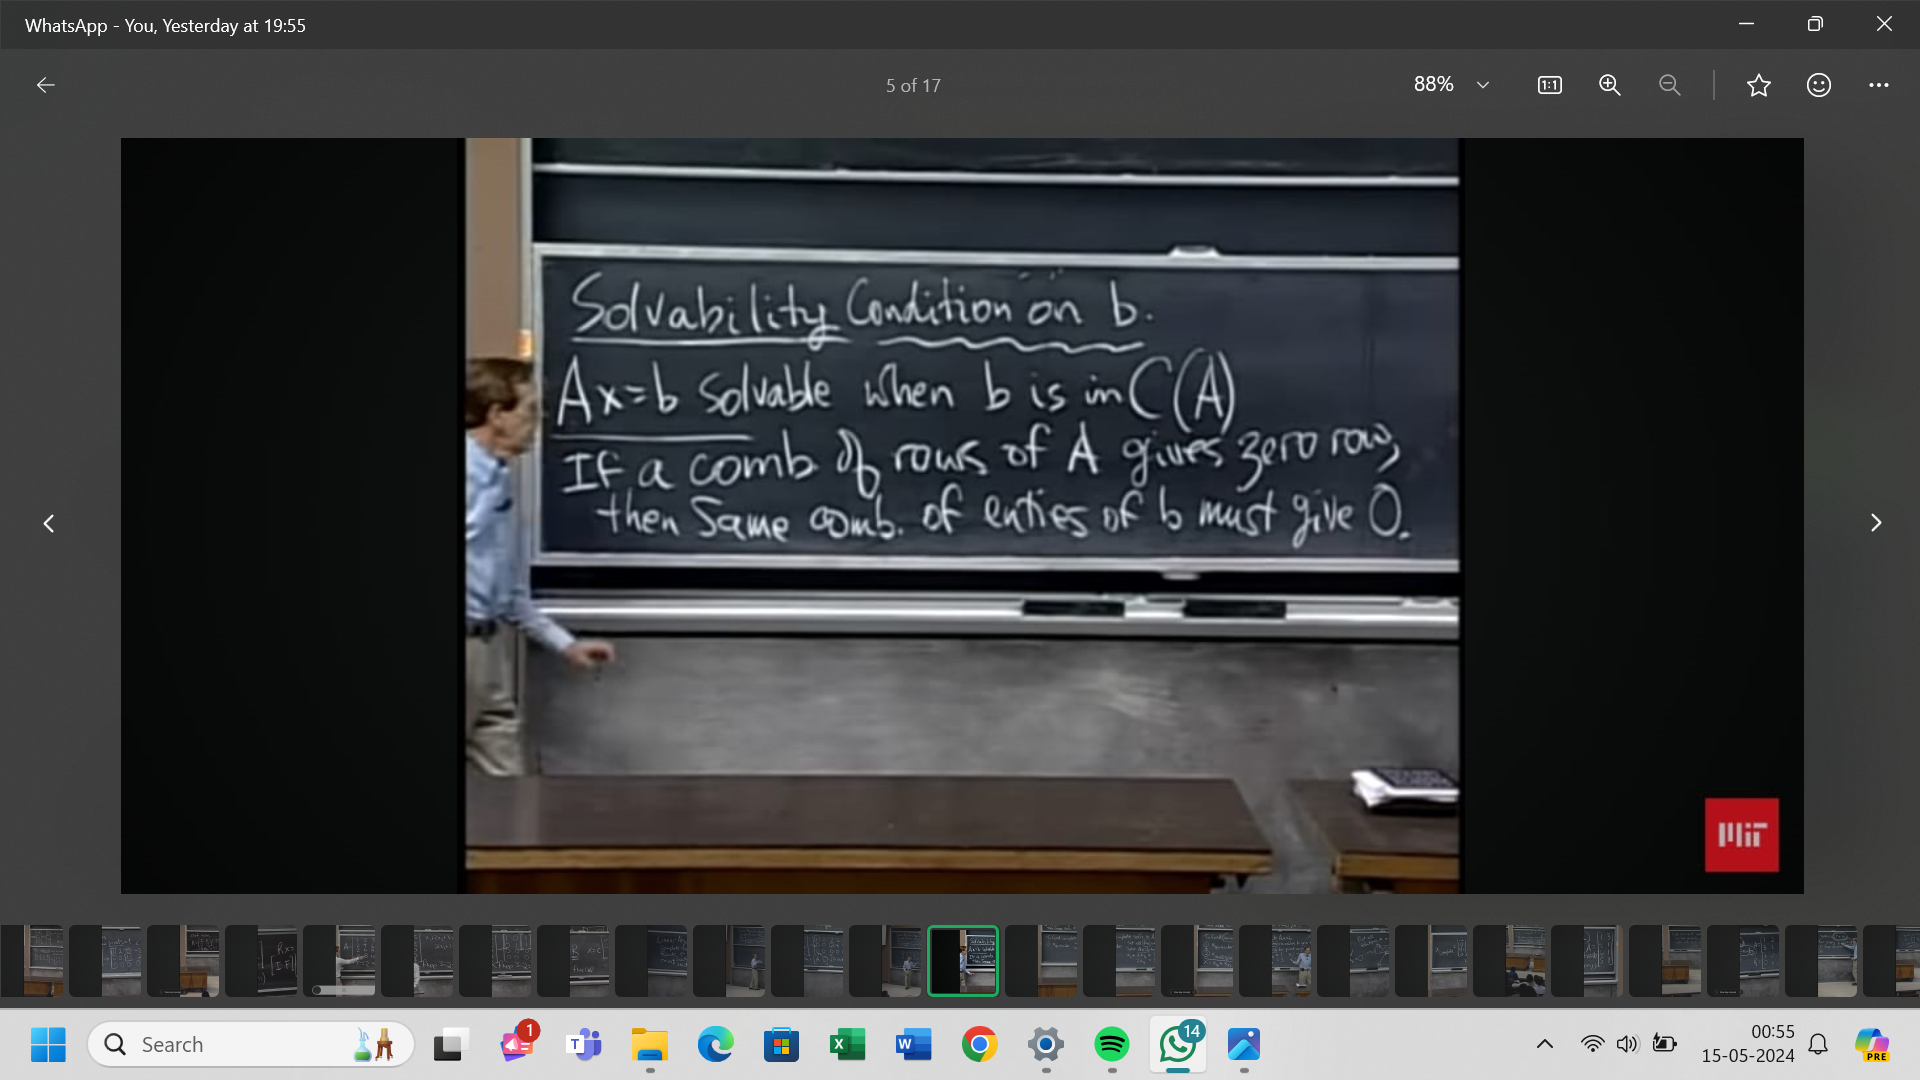 WhatsApp - You, Yesterday at 19:55
5 of 17
88%
1:1
Solvability Condition on b.
Ax=b solvable when b is in C(A)
If a comb of rows of A gives zero row,
then same comb. of enties of b must give 0.
MIT
Search
1
14
00:55
15-05-2024
PRE